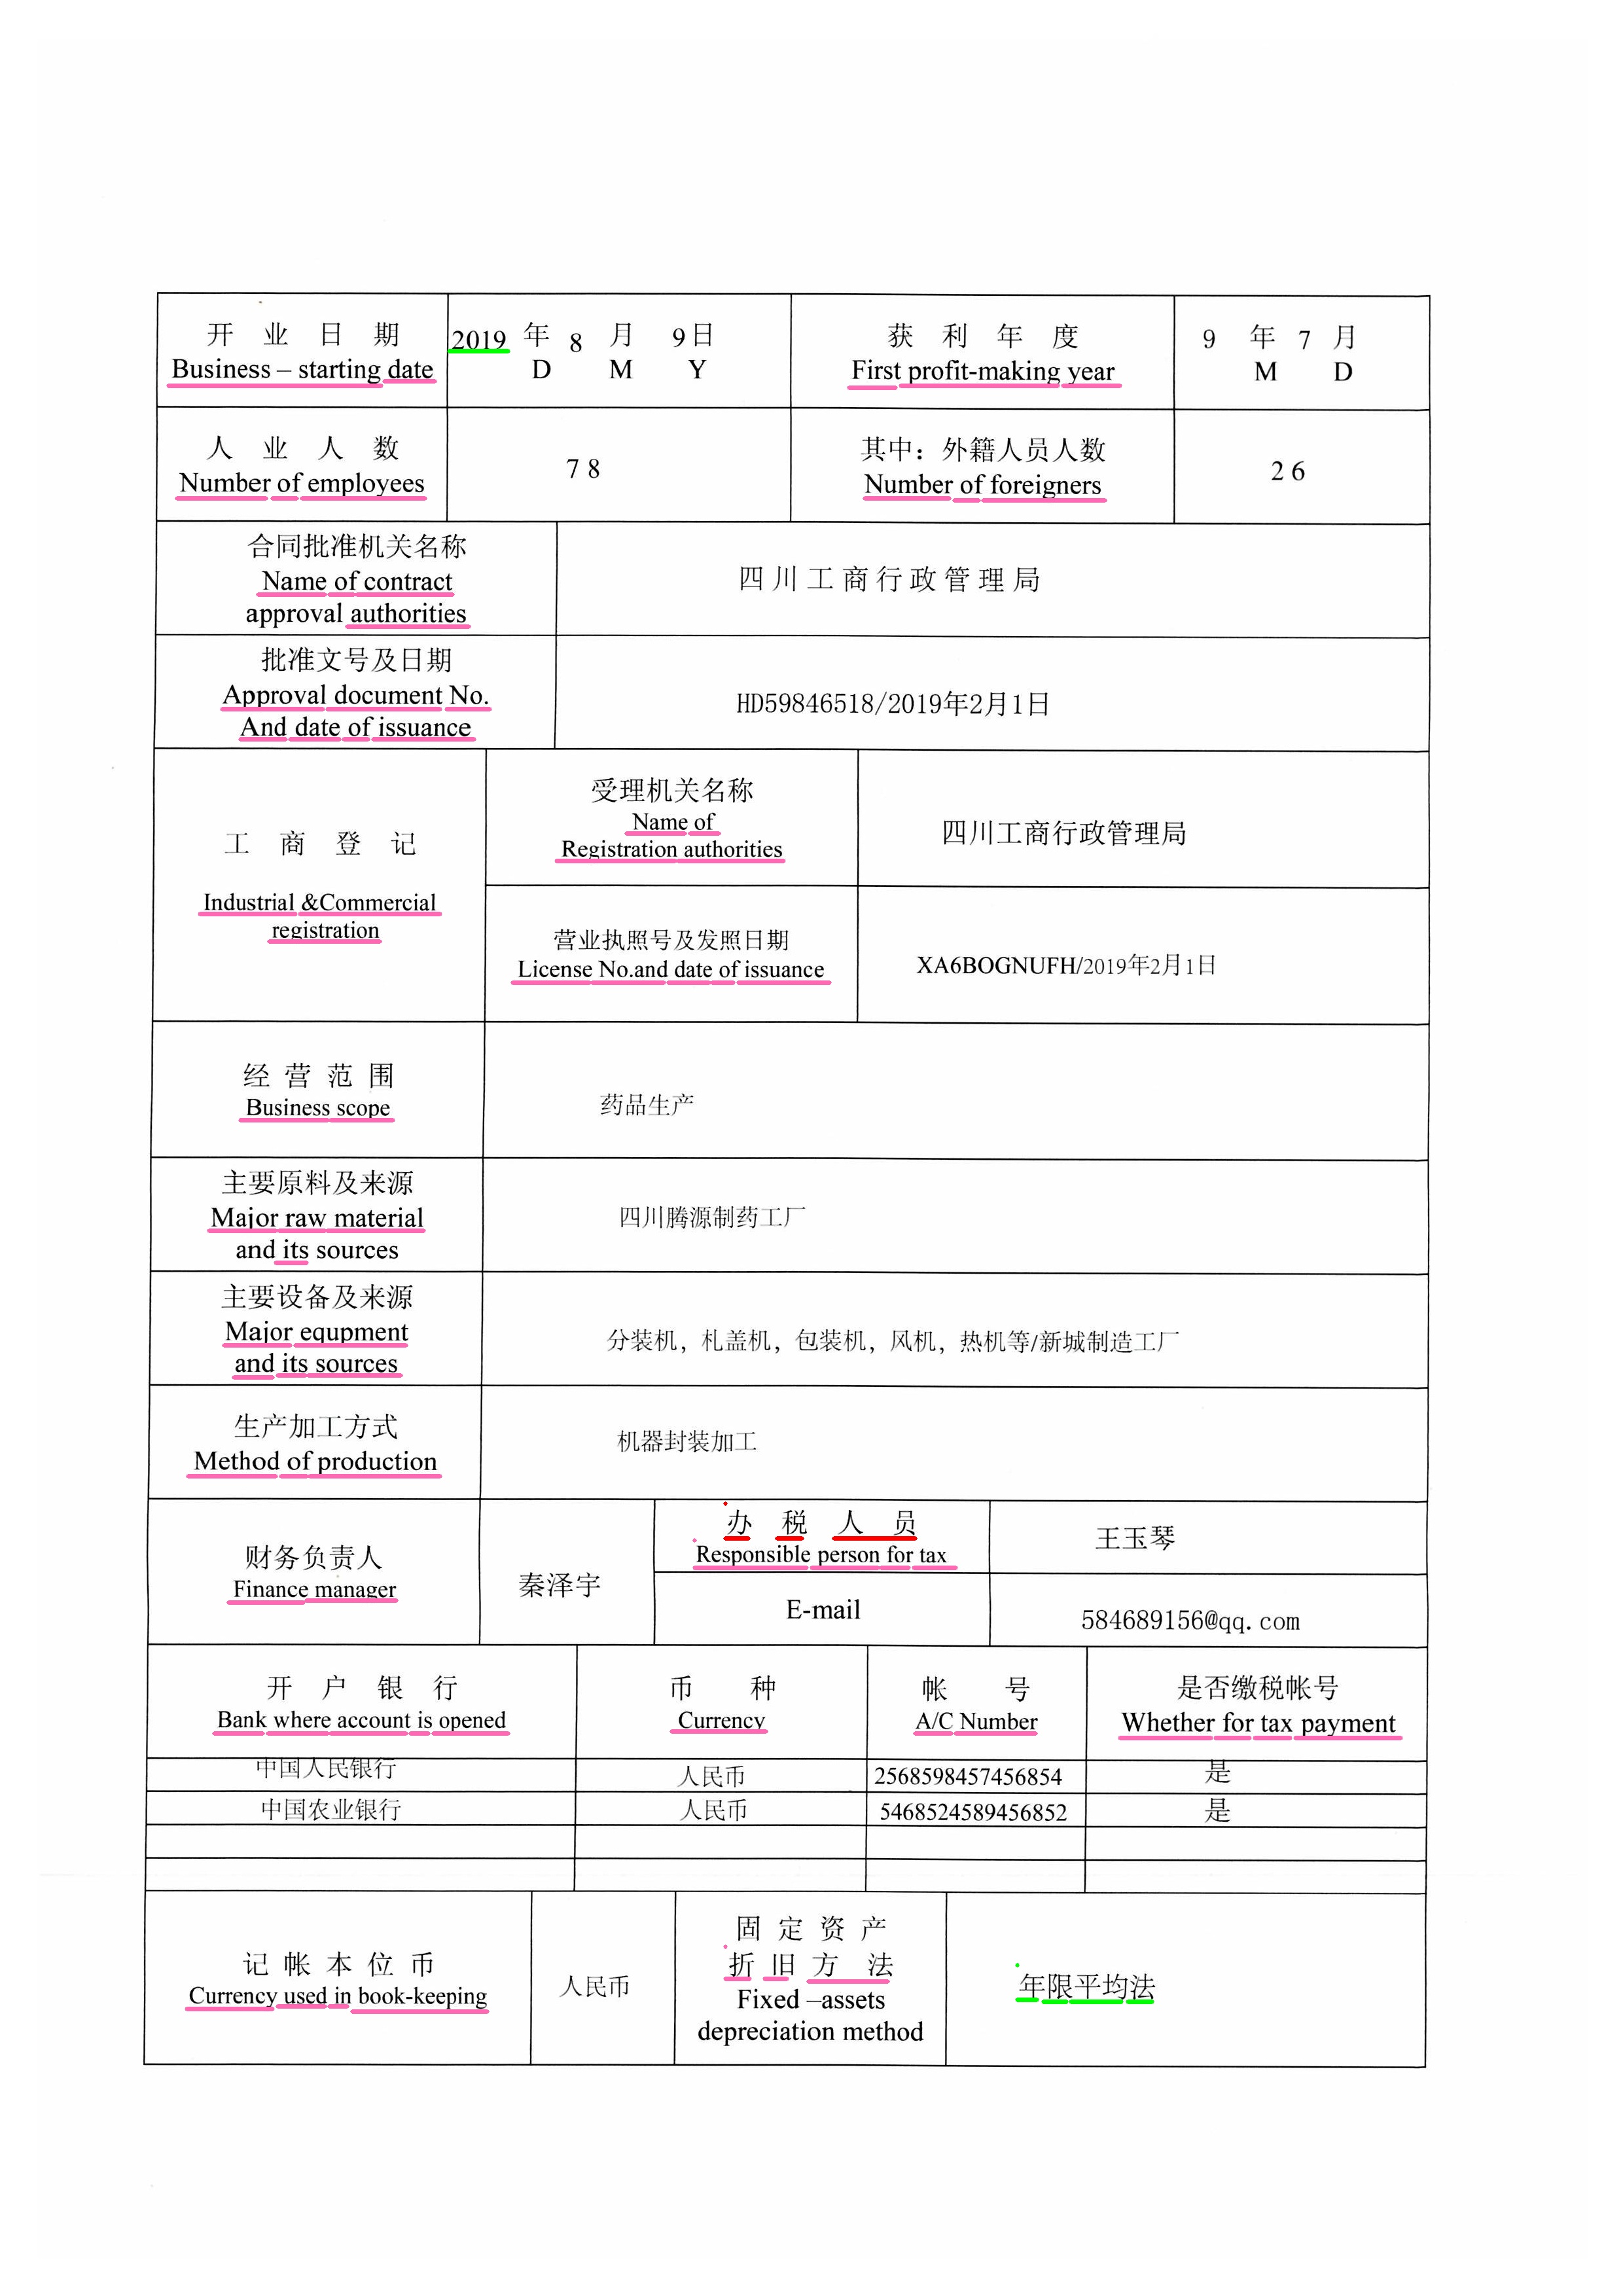 开 业 日 期
Business – starting date
2019 年 8 月 9日
D M Y
获 利 年 度
First profit-making year
9 年 7 月
M D
人 业 人 数
Number of employees
78
其中：外籍人员人数
Number of foreigners
26
合同批准机关名称
Name of contract
approval authorities
四川工商行政管理局
批准文号及日期
Approval document No.
And date of issuance
HD59846518/2019年2月1日
工 商 登 记
Industrial &Commercial
registration
受理机关名称
Name of
Registration authorities
四川工商行政管理局
营业执照号及发照日期
License No.and date of issuance
XA6BOGNUFH/2019年2月1日
经 营 范 围
Business scope
药品生产
主要原料及来源
Major raw material
and its sources
四川腾源制药工厂
主要设备及来源
Major equpment
and its sources
分装机，札盖机，包装机，风机，热机等/新城制造工厂
生产加工方式
Method of production
机器封装加工
财务负责人
Finance manager
秦泽宇
办 税 人 员
Responsible person for tax
王玉琴
E-mail
584689156@qq.com
开 户 银 行
Bank where account is opened
币 种
Currency
帐 号
A/C Number
是否缴税帐号
Whether for tax payment
中国人民银行 人民币 2568598457456854 是
中国农业银行 人民币 5468524589456852 是
记 帐 本 位 币
Currency used in book-keeping
人民币
固 定 资 产
折 旧 方 法
Fixed –assets
depreciation method
年限平均法